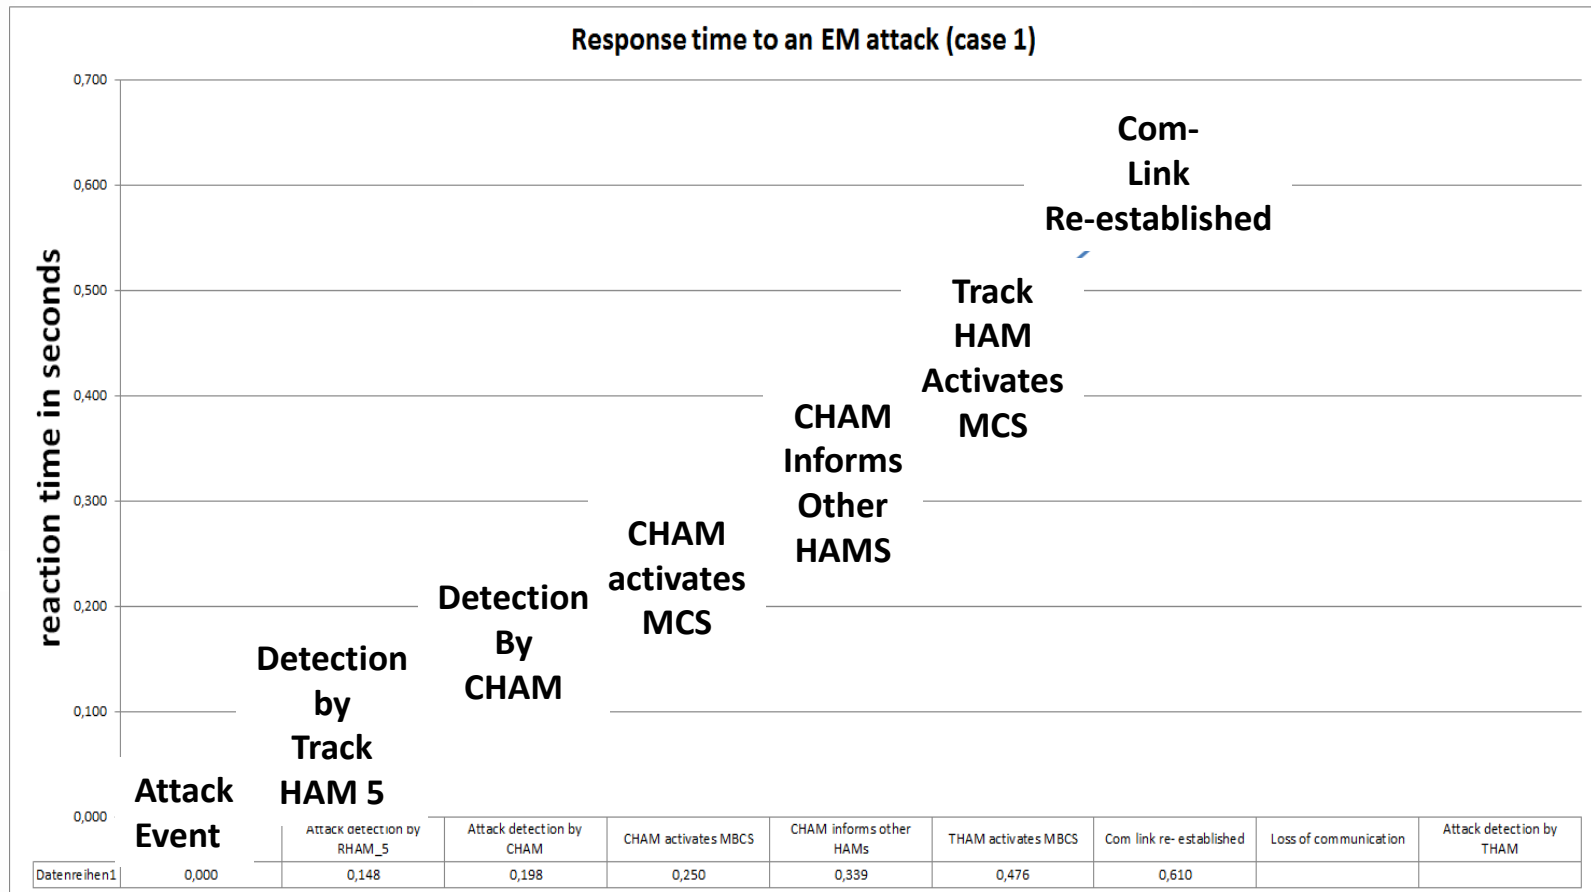 Response time to an EM attack (case 1)
reaction time in seconds
0,700
0,600
0,500
0,400
0,300
0,200
0,100
0,000
Attack
Event
Detection
by
Track
HAM 5
Detection
By
CHAM
CHAM
activates
MCS
CHAM
Informs
Other
HAMS
Track
HAM
Activates
MCS
Com-
Link
Re-established
Attack detection by
RHAM_5
Attack detection by
CHAM
CHAM activates MBCS
CHAM informs other
HAMs
THAM activates MBCS
Com link re- established
Loss of communication
Attack detection by
THAM
Datenreihen1 0,000 0,148 0,198 0,250 0,339 0,476 0,610